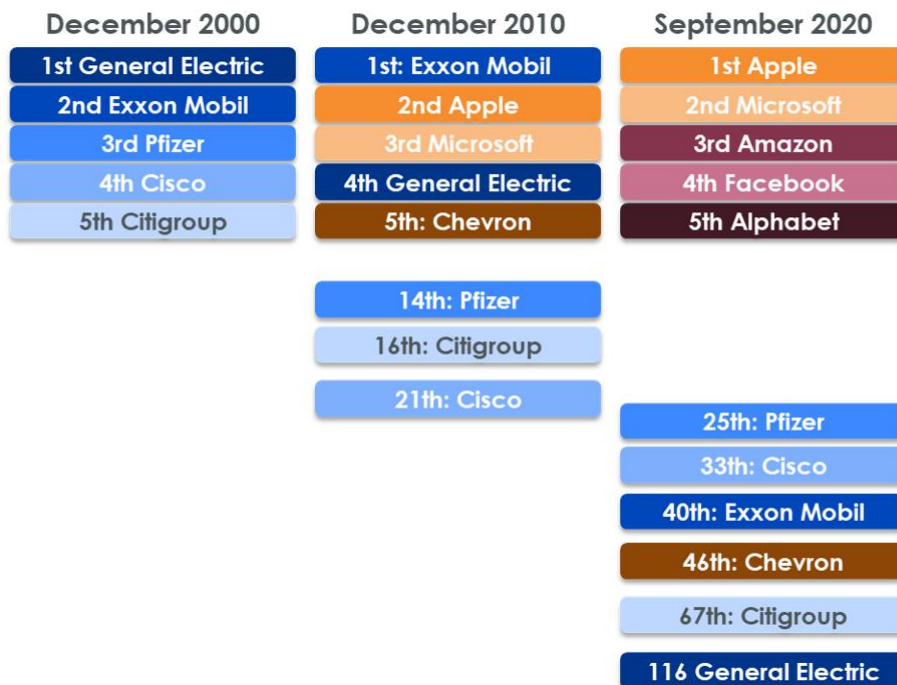 December 2000
1st General Electric
2nd Exxon Mobil
3rd Pfizer
4th Cisco
5th Citigroup
December 2010
1st: Exxon Mobil
2nd Apple
3rd Microsoft
4th General Electric
5th: Chevron
14th: Pfizer
16th: Citigroup
21th: Cisco
September 2020
1st Apple
2nd Microsoft
3rd Amazon
4th Facebook
5th Alphabet
25th: Pfizer
33th: Cisco
40th: Exxon Mobil
46th: Chevron
67th: Citigroup
116 General Electric